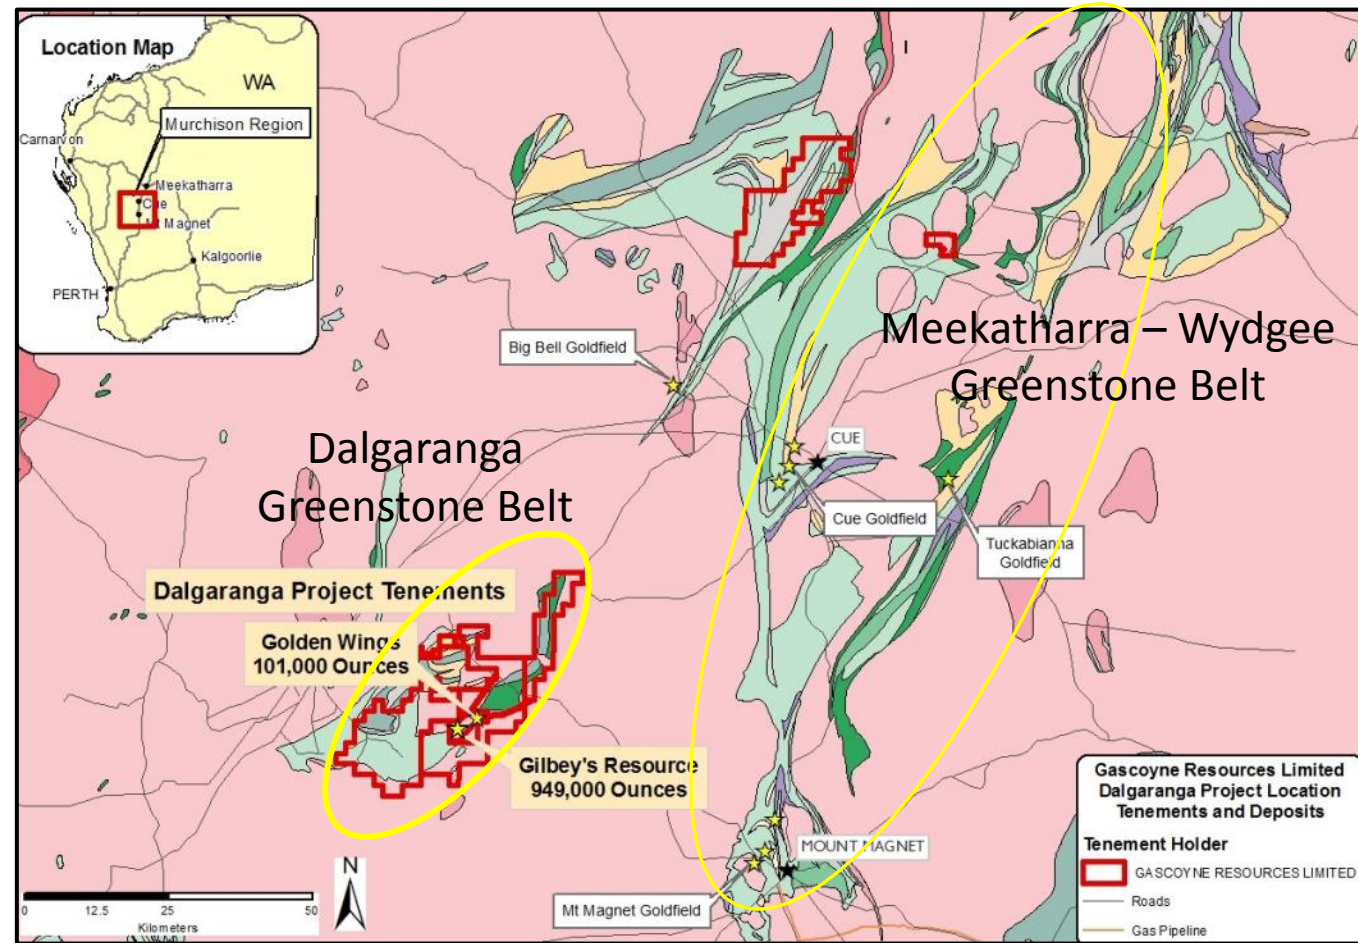 Location Map
WA
Murchison Region
Carnarvon
Meekatharra
Cue
Mt Magnet
Kalgoorlie
PERTH
I
Big Bell Goldfield
Meekatharra – Wydgee
Greenstone Belt
CUE
Cue Goldfield
Tuckabianna
Goldfield
Dalgaranga
Greenstone Belt
Dalgaranga Project Tenements
Golden Wings
101,000 Ounces
Gilbey's Resource
949,000 Ounces
MOUNT MAGNET
Mt Magnet Goldfield
N
0 12.5 25 50
Kilometers
Gascoyne Resources Limited
Dalgaranga Project Location
Tenements and Deposits
Tenement Holder
GASCOYNE RESOURCES LIMITED
Roads
Gas Pipeline